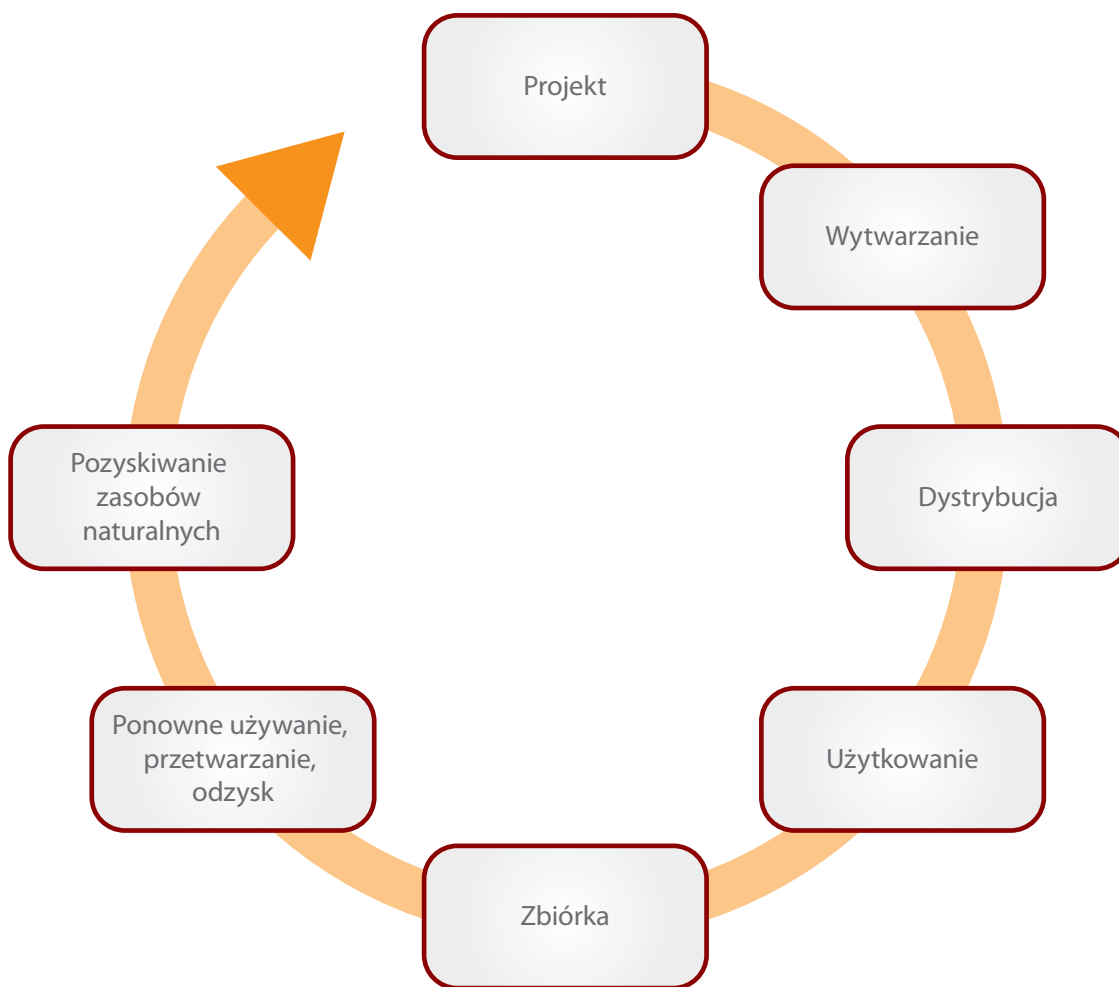 Projekt
Wytwarzanie
Dystrybucja
Użytkowanie
Zbiórka
Ponowne używanie,
przetwarzanie,
odzysk
Pozyskiwanie
zasobów
naturalnych